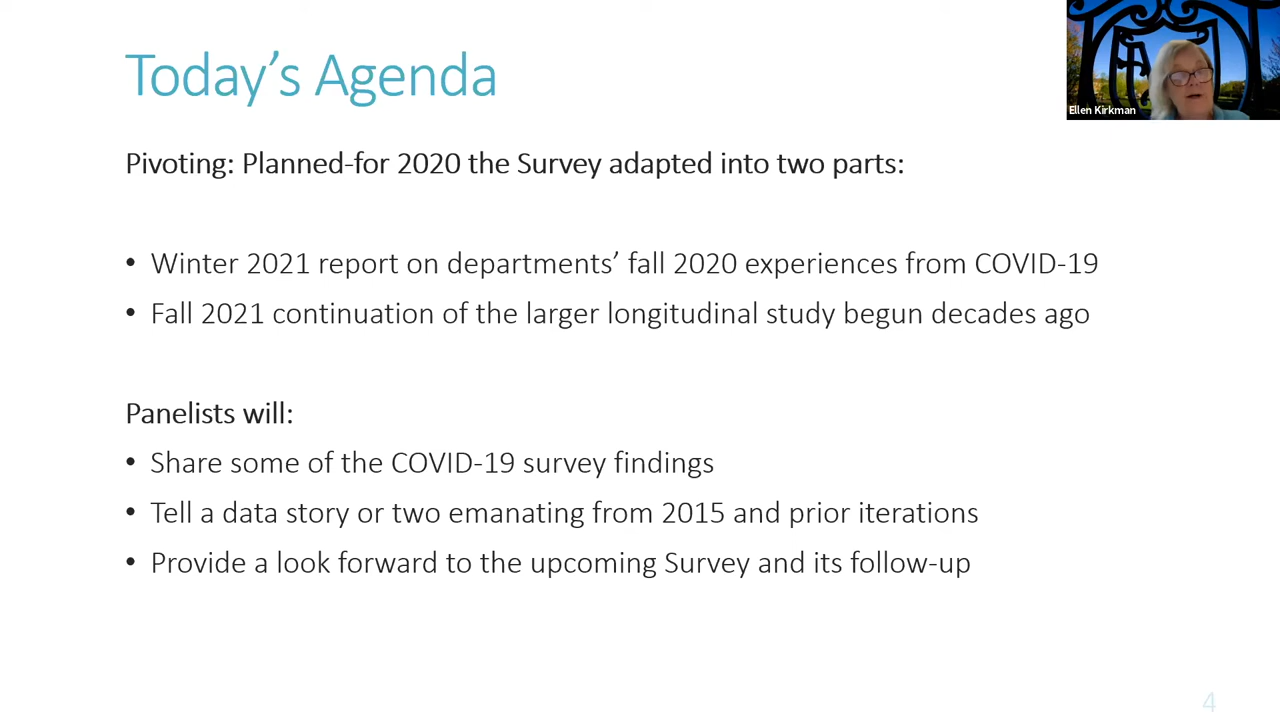 Today's Agenda
Ellen Kirkman
Pivoting: Planned-for 2020 the Survey adapted into two parts:
• Winter 2021 report on departments' fall 2020 experiences from COVID-19
• Fall 2021 continuation of the larger longitudinal study begun decades ago
Panelists will:
• Share some of the COVID-19 survey findings
• Tell a data story or two emanating from 2015 and prior iterations
• Provide a look forward to the upcoming Survey and its follow-up
4